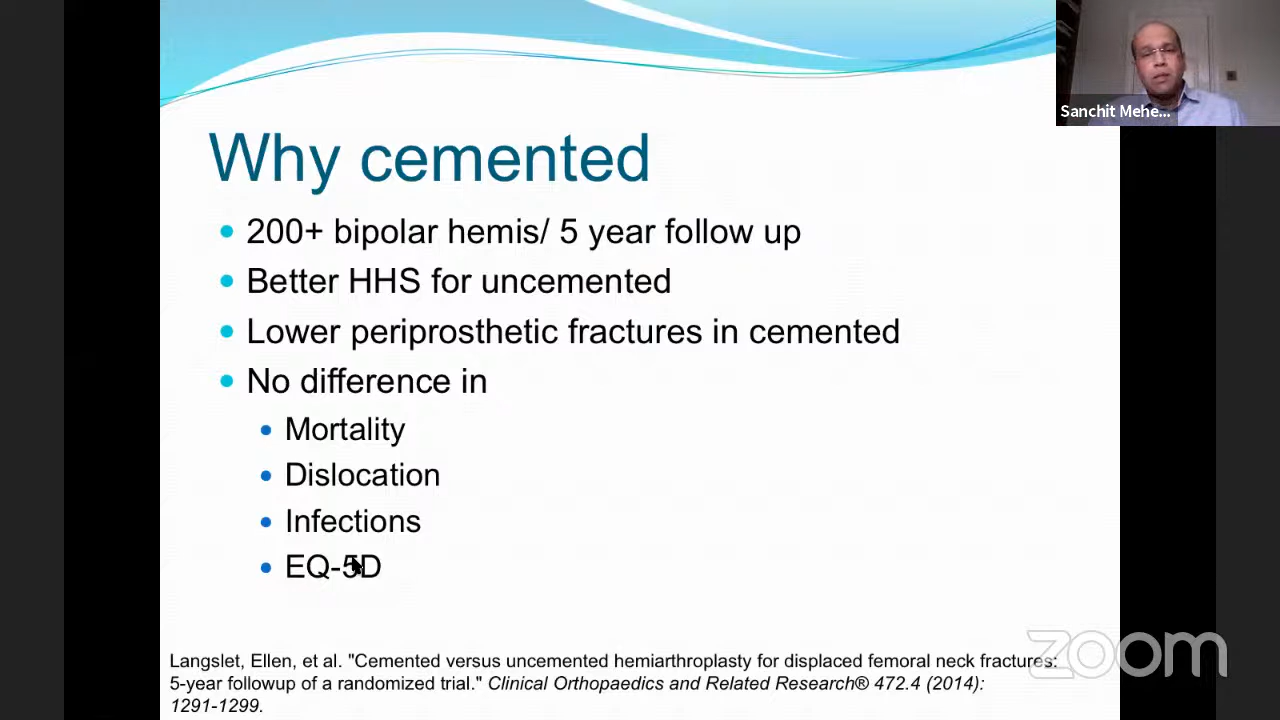 Sanchit Mehe...
Why cemented
200+ bipolar hemis/ 5 year follow up
Better HHS for uncemented
Lower periprosthetic fractures in cemented
No difference in
Mortality
Dislocation
Infections
EQ-5D
Langslet, Ellen, et al. "Cemented versus uncemented hemiarthroplasty for displaced femoral neck fractures:
5-year followup of a randomized trial." Clinical Orthopaedics and Related Research® 472.4 (2014):
1291-1299.
zoom